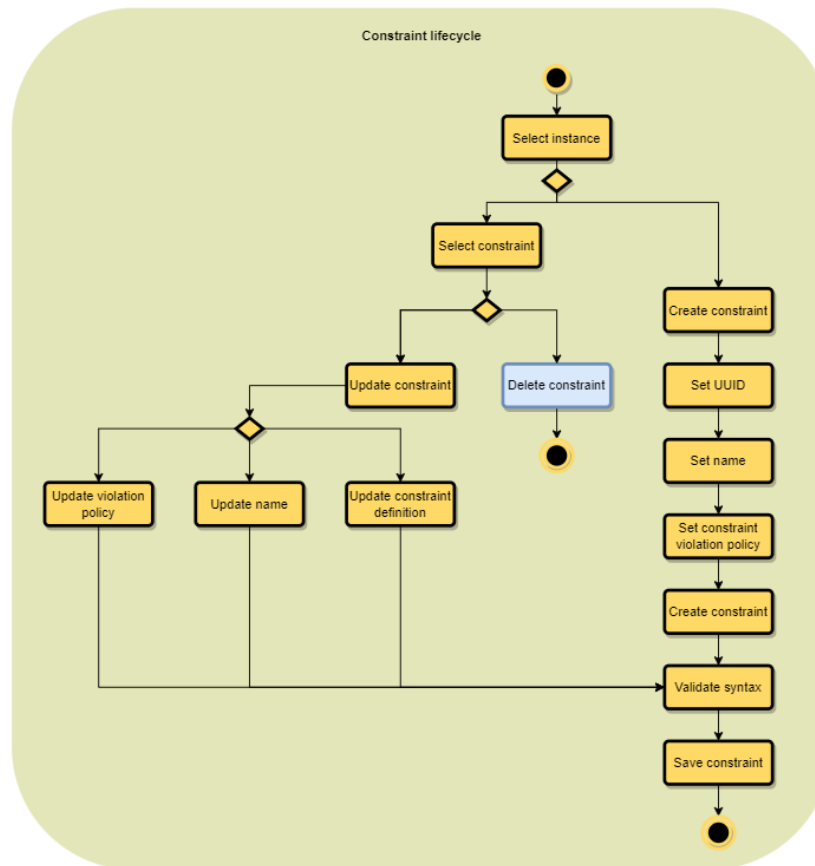 Constraint lifecycle
Select instance
Select constraint
Create constraint
Update constraint
Delete constraint
Set UUID
Set name
Update violation
policy
Update name
Update constraint
definition
Set constraint
violation policy
Create constraint
Validate syntax
Save constraint